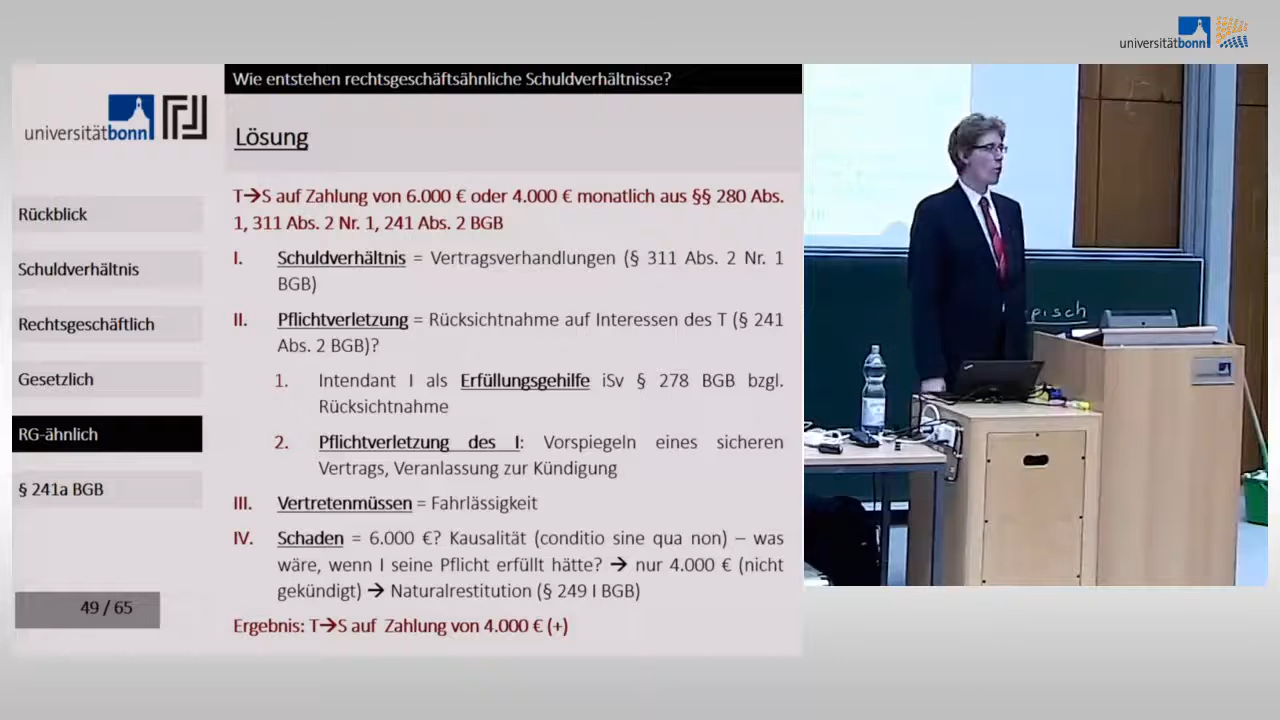 universitätbonn
Wie entstehen rechtsgeschäftsähnliche Schuldverhältnisse?
universitätbonn
Lösung
Rückblick
Schuldverhältnis
Rechtsgeschäftlich
Gesetzlich
RG-ähnlich
§ 241a BGB
49 / 65
T➔S auf Zahlung von 6.000 € oder 4.000 € monatlich aus §§ 280 Abs.
1, 311 Abs. 2 Nr. 1, 241 Abs. 2 BGB
I. Schuldverhältnis = Vertragsverhandlungen (§ 311 Abs. 2 Nr. 1
BGB)
II. Pflichtverletzung = Rücksichtnahme auf Interessen des T (§ 241
Abs. 2 BGB)?
1. Intendant I als Erfüllungsgehilfe iSv § 278 BGB bzgl.
Rücksichtnahme
2. Pflichtverletzung des I: Vorspiegeln eines sicheren
Vertrags, Veranlassung zur Kündigung
III. Vertretenmüssen = Fahrlässigkeit
IV. Schaden = 6.000 €? Kausalität (conditio sine qua non) – was
wäre, wenn I seine Pflicht erfüllt hätte? ➔ nur 4.000 € (nicht
gekündigt) ➔ Naturalrestitution (§ 249 I BGB)
Ergebnis: T➔S auf Zahlung von 4.000 € (+)
pisch